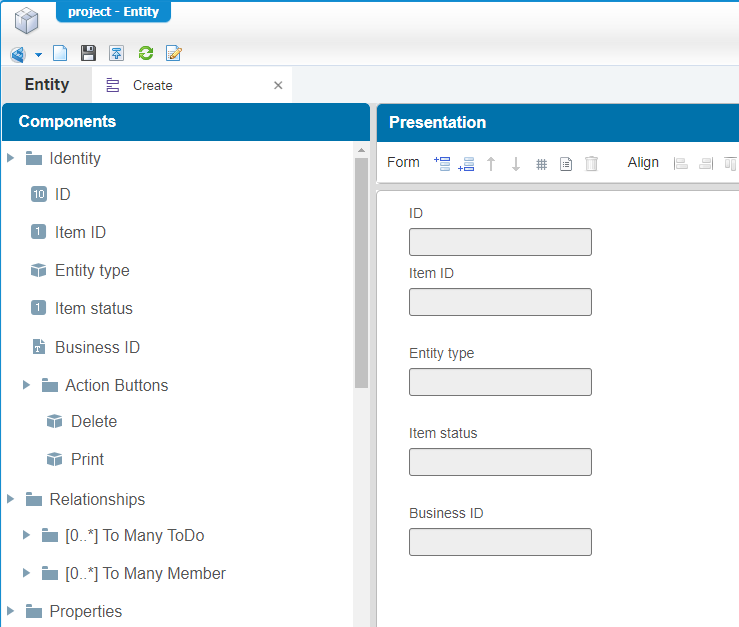 project - Entity
Entity
Create
Components
Identity
10 ID
1 Item ID
Entity type
1 Item status
T Business ID
Action Buttons
Delete
Print
Relationships
[0..*] To Many ToDo
[0..*] To Many Member
Properties
Presentation
Form
Align
ID
Item ID
Entity type
Item status
Business ID